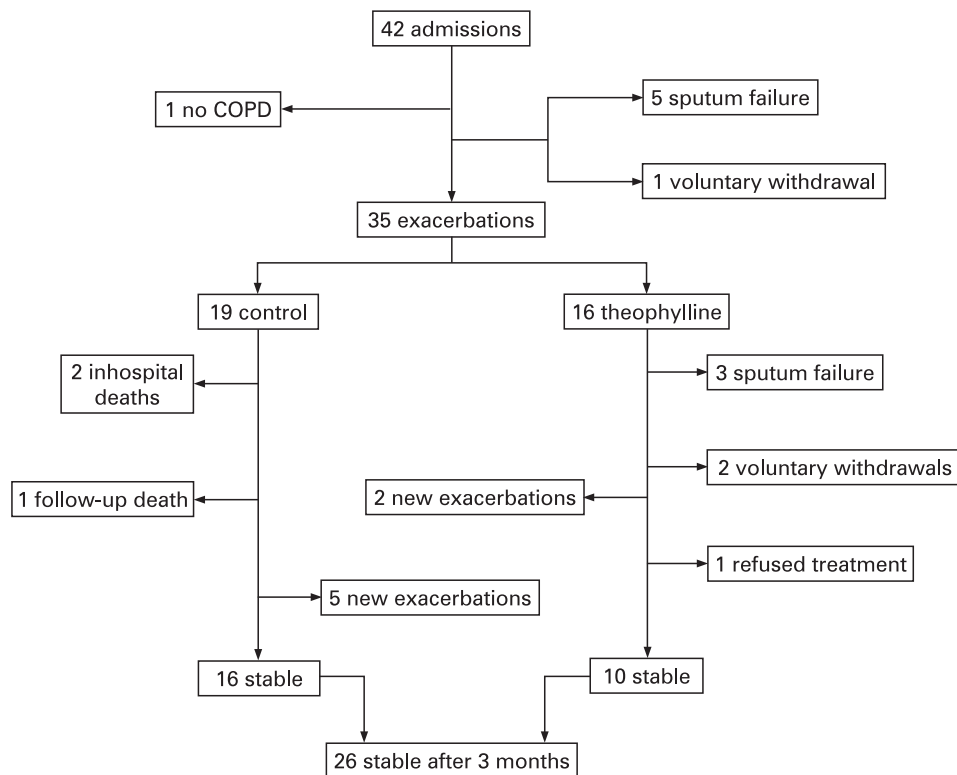 42 admissions
1 no COPD
5 sputum failure
1 voluntary withdrawal
35 exacerbations
19 control
16 theophylline
2 inhospital
deaths
3 sputum failure
2 voluntary withdrawals
1 follow-up death
2 new exacerbations
1 refused treatment
5 new exacerbations
16 stable
10 stable
26 stable after 3 months